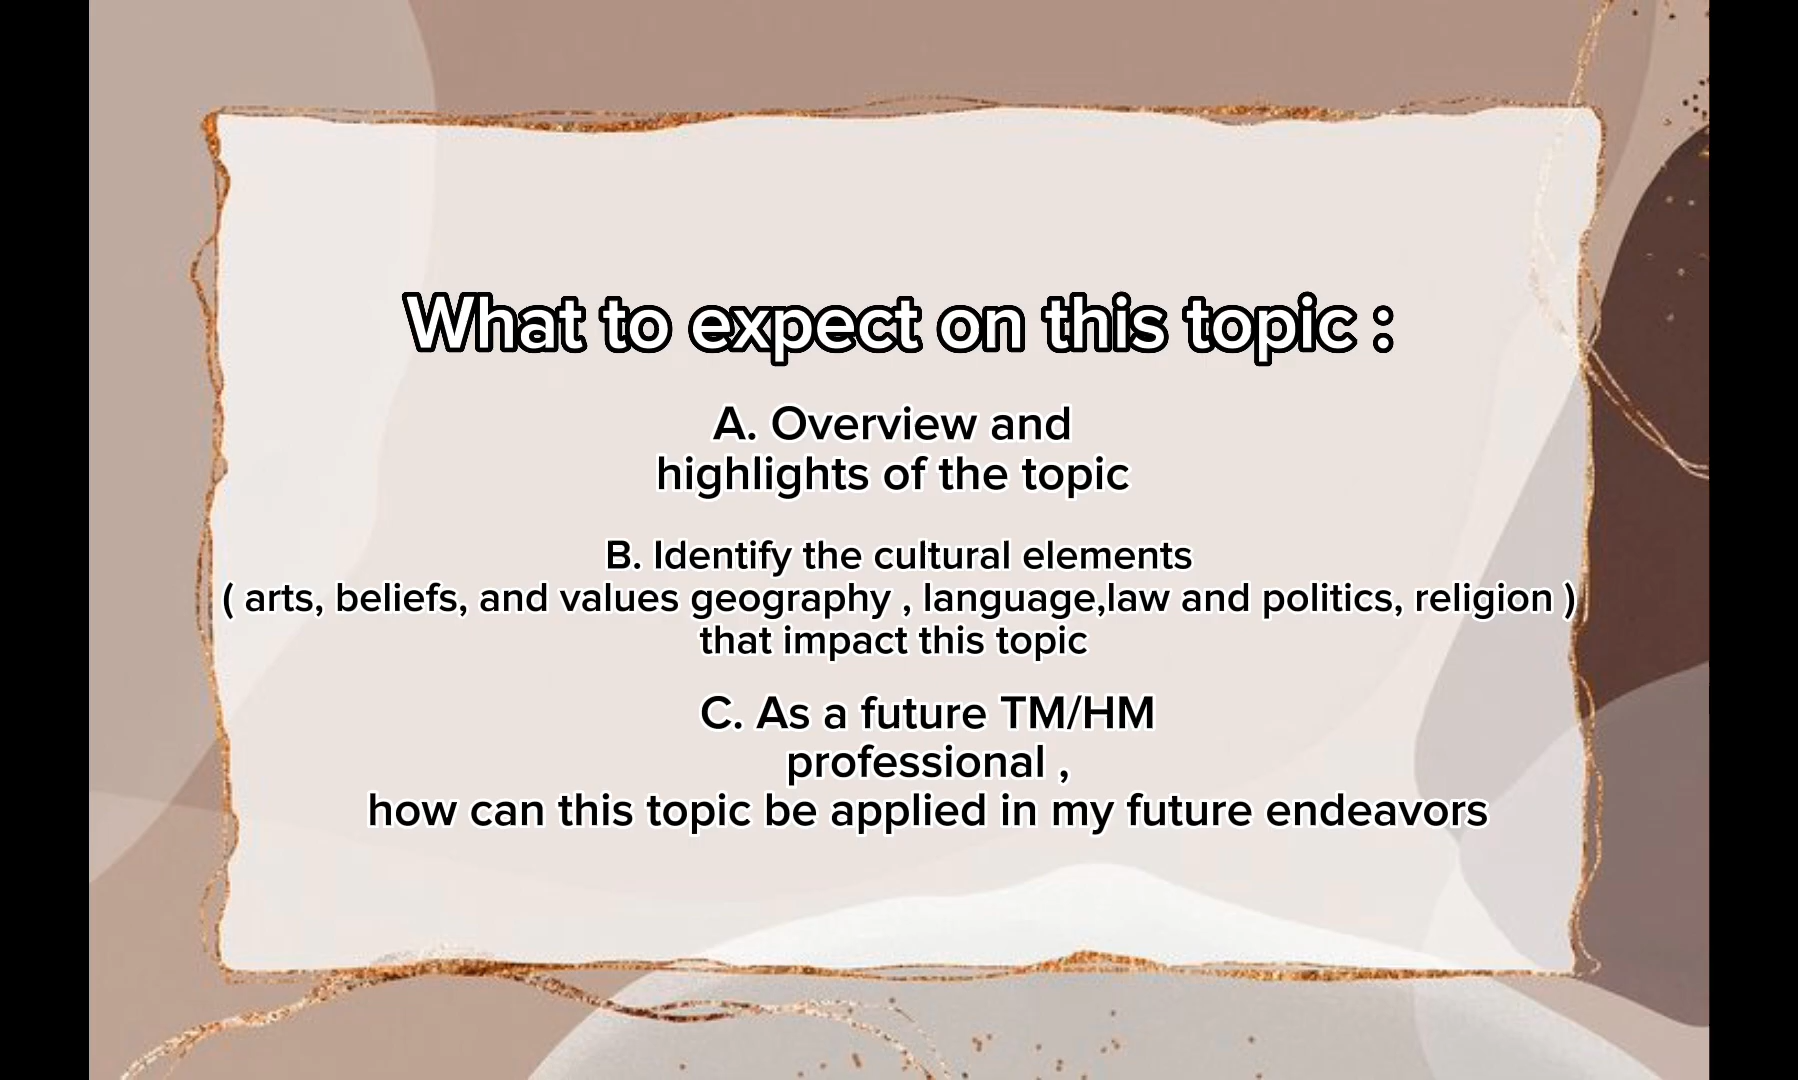 What to expect on this topic :
A. Overview and
highlights of the topic
B. Identify the cultural elements
( arts, beliefs, and values geography , language,law and politics, religion )
that impact this topic
C. As a future TM/HM
professional ,
how can this topic be applied in my future endeavors